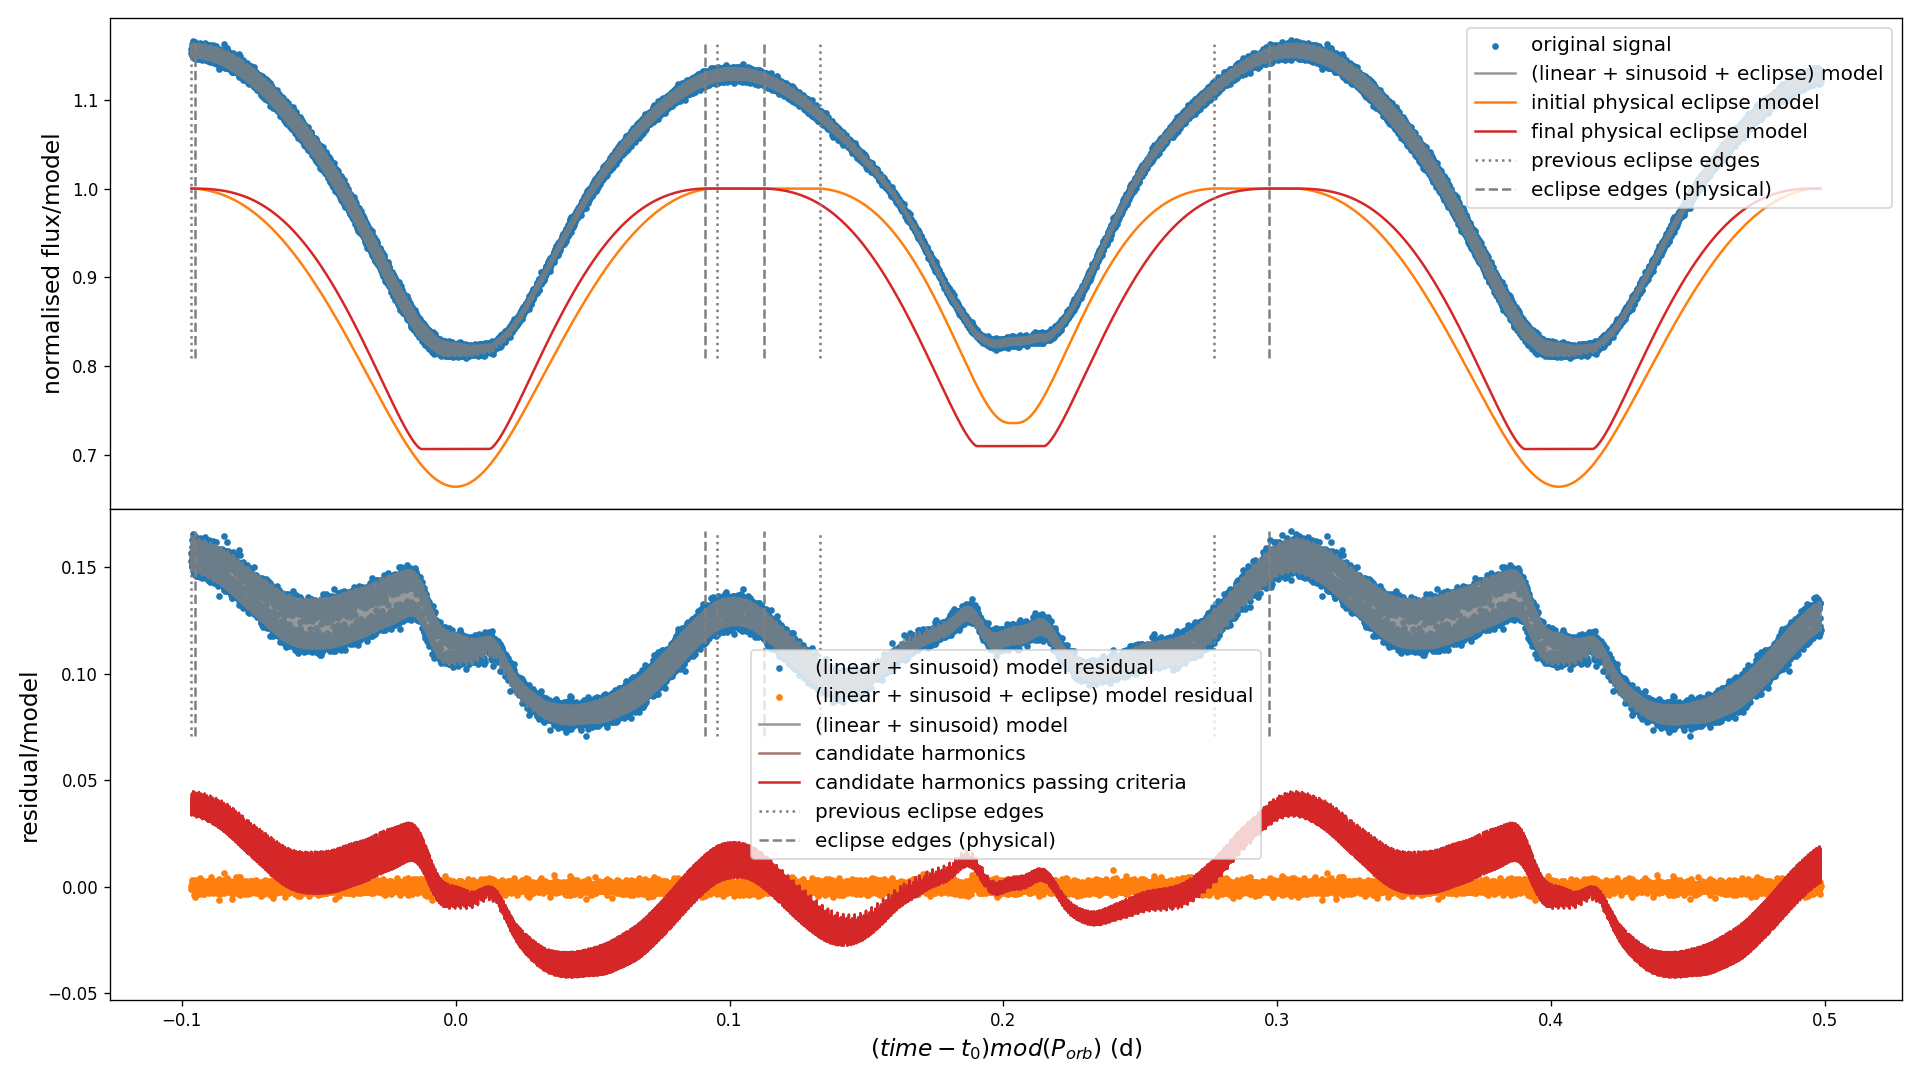 original signal
(linear + sinusoid + eclipse) model
initial physical eclipse model
final physical eclipse model
previous eclipse edges
eclipse edges (physical)
normalised flux/model
1.1
1.0
0.9
0.8
0.7
(linear + sinusoid) model residual
(linear + sinusoid + eclipse) model residual
(linear + sinusoid) model
candidate harmonics
candidate harmonics passing criteria
previous eclipse edges
eclipse edges (physical)
residual/model
0.15
0.10
0.05
0.00
−0.05
−0.1 0.0 0.1 0.2 0.3 0.4 0.5
(time − t₀)mod(Pₒᵣb) (d)